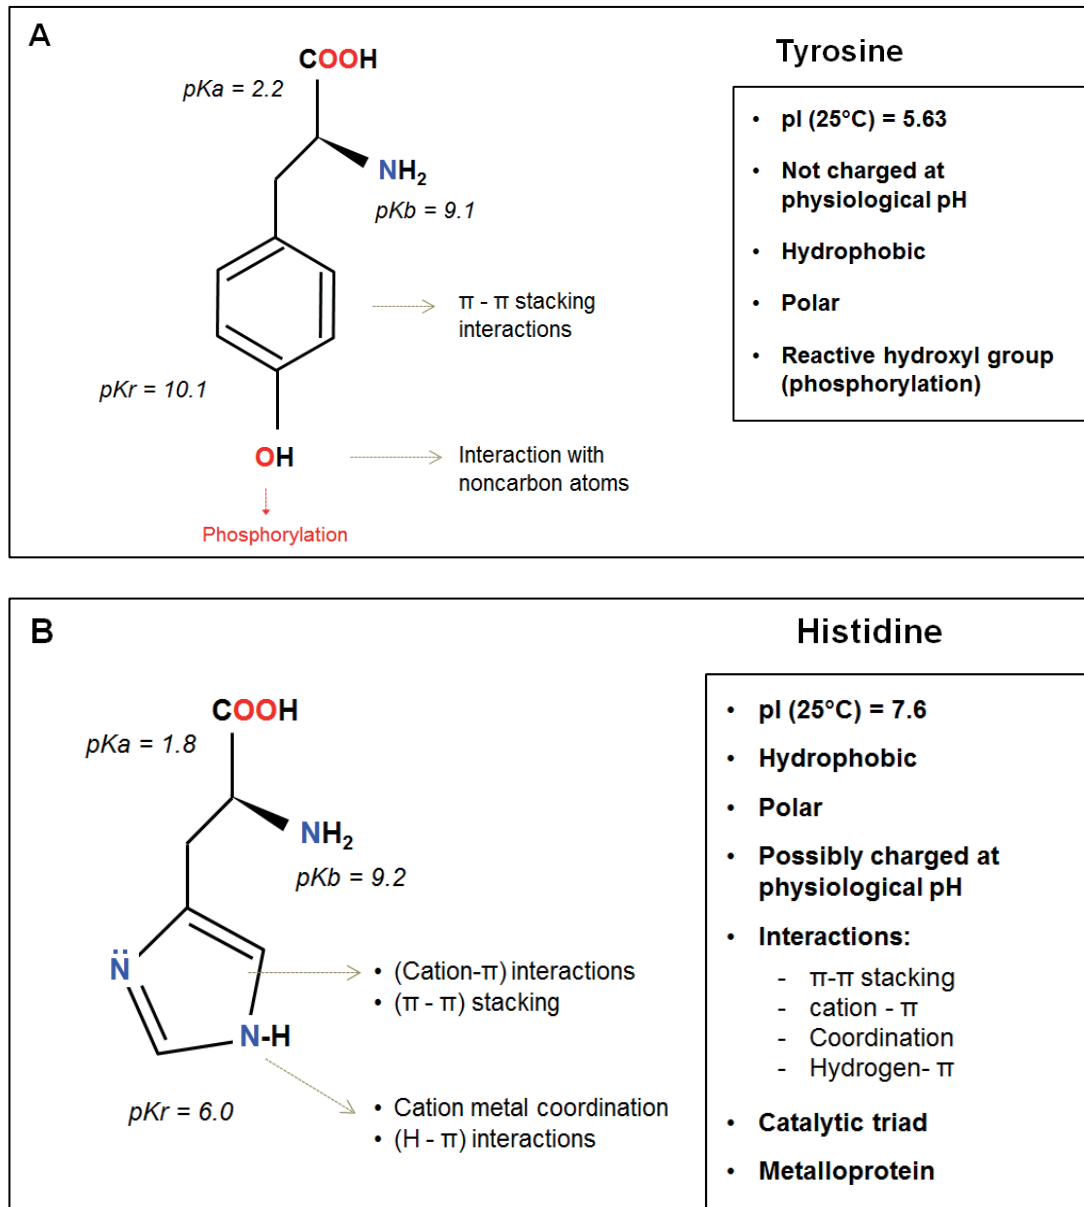 A
Tyrosine
COOH
pKa = 2.2
NH₂
pKb = 9.1
π - π stacking
interactions
pKr = 10.1
OH
Interaction with
noncarbon atoms
Phosphorylation
• pI (25°C) = 5.63
• Not charged at
physiological pH
• Hydrophobic
• Polar
• Reactive hydroxyl group
(phosphorylation)
B
Histidine
COOH
pKa = 1.8
NH₂
pKb = 9.2
N̈
N-H
• (Cation-π) interactions
• (π - π) stacking
pKr = 6.0
• Cation metal coordination
• (H - π) interactions
• pI (25°C) = 7.6
• Hydrophobic
• Polar
• Possibly charged at
physiological pH
• Interactions:
- π-π stacking
- cation - π
- Coordination
- Hydrogen- π
• Catalytic triad
• Metalloprotein